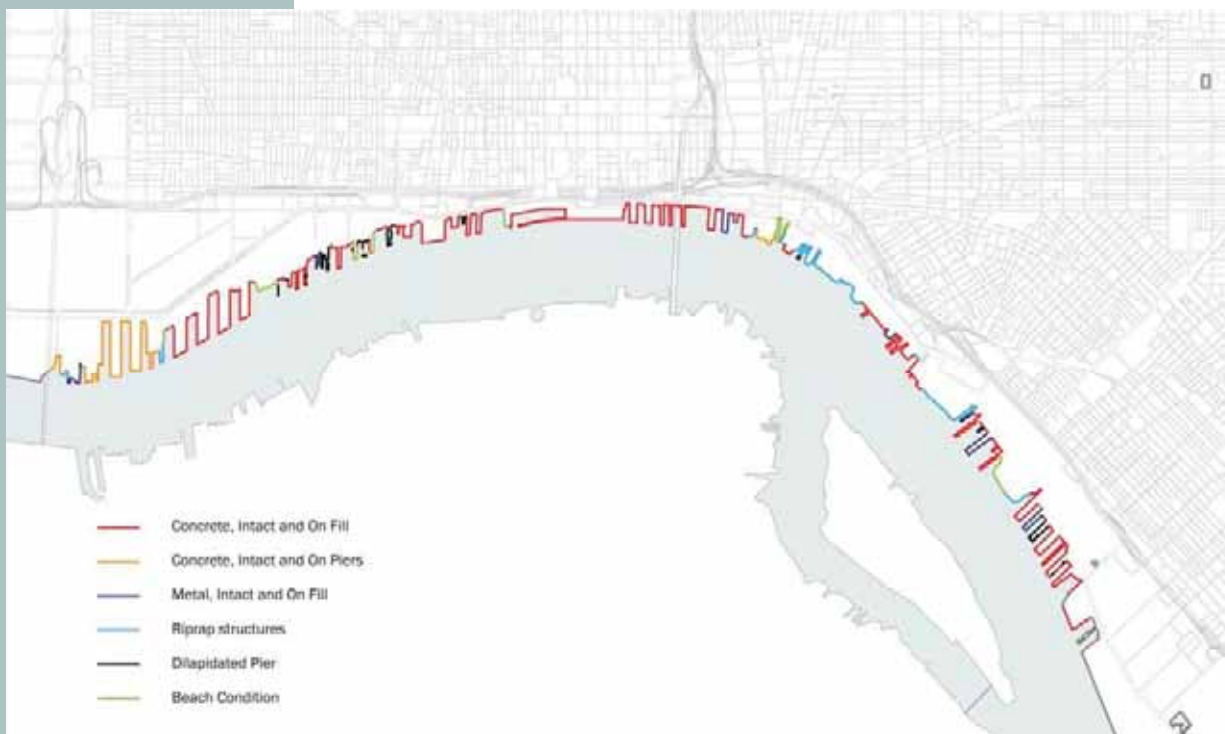 Concrete, Intact and On Fill
Concrete, Intact and On Piers
Metal, Intact and On Fill
Riprap structures
Dilapidated Pier
Beach Condition